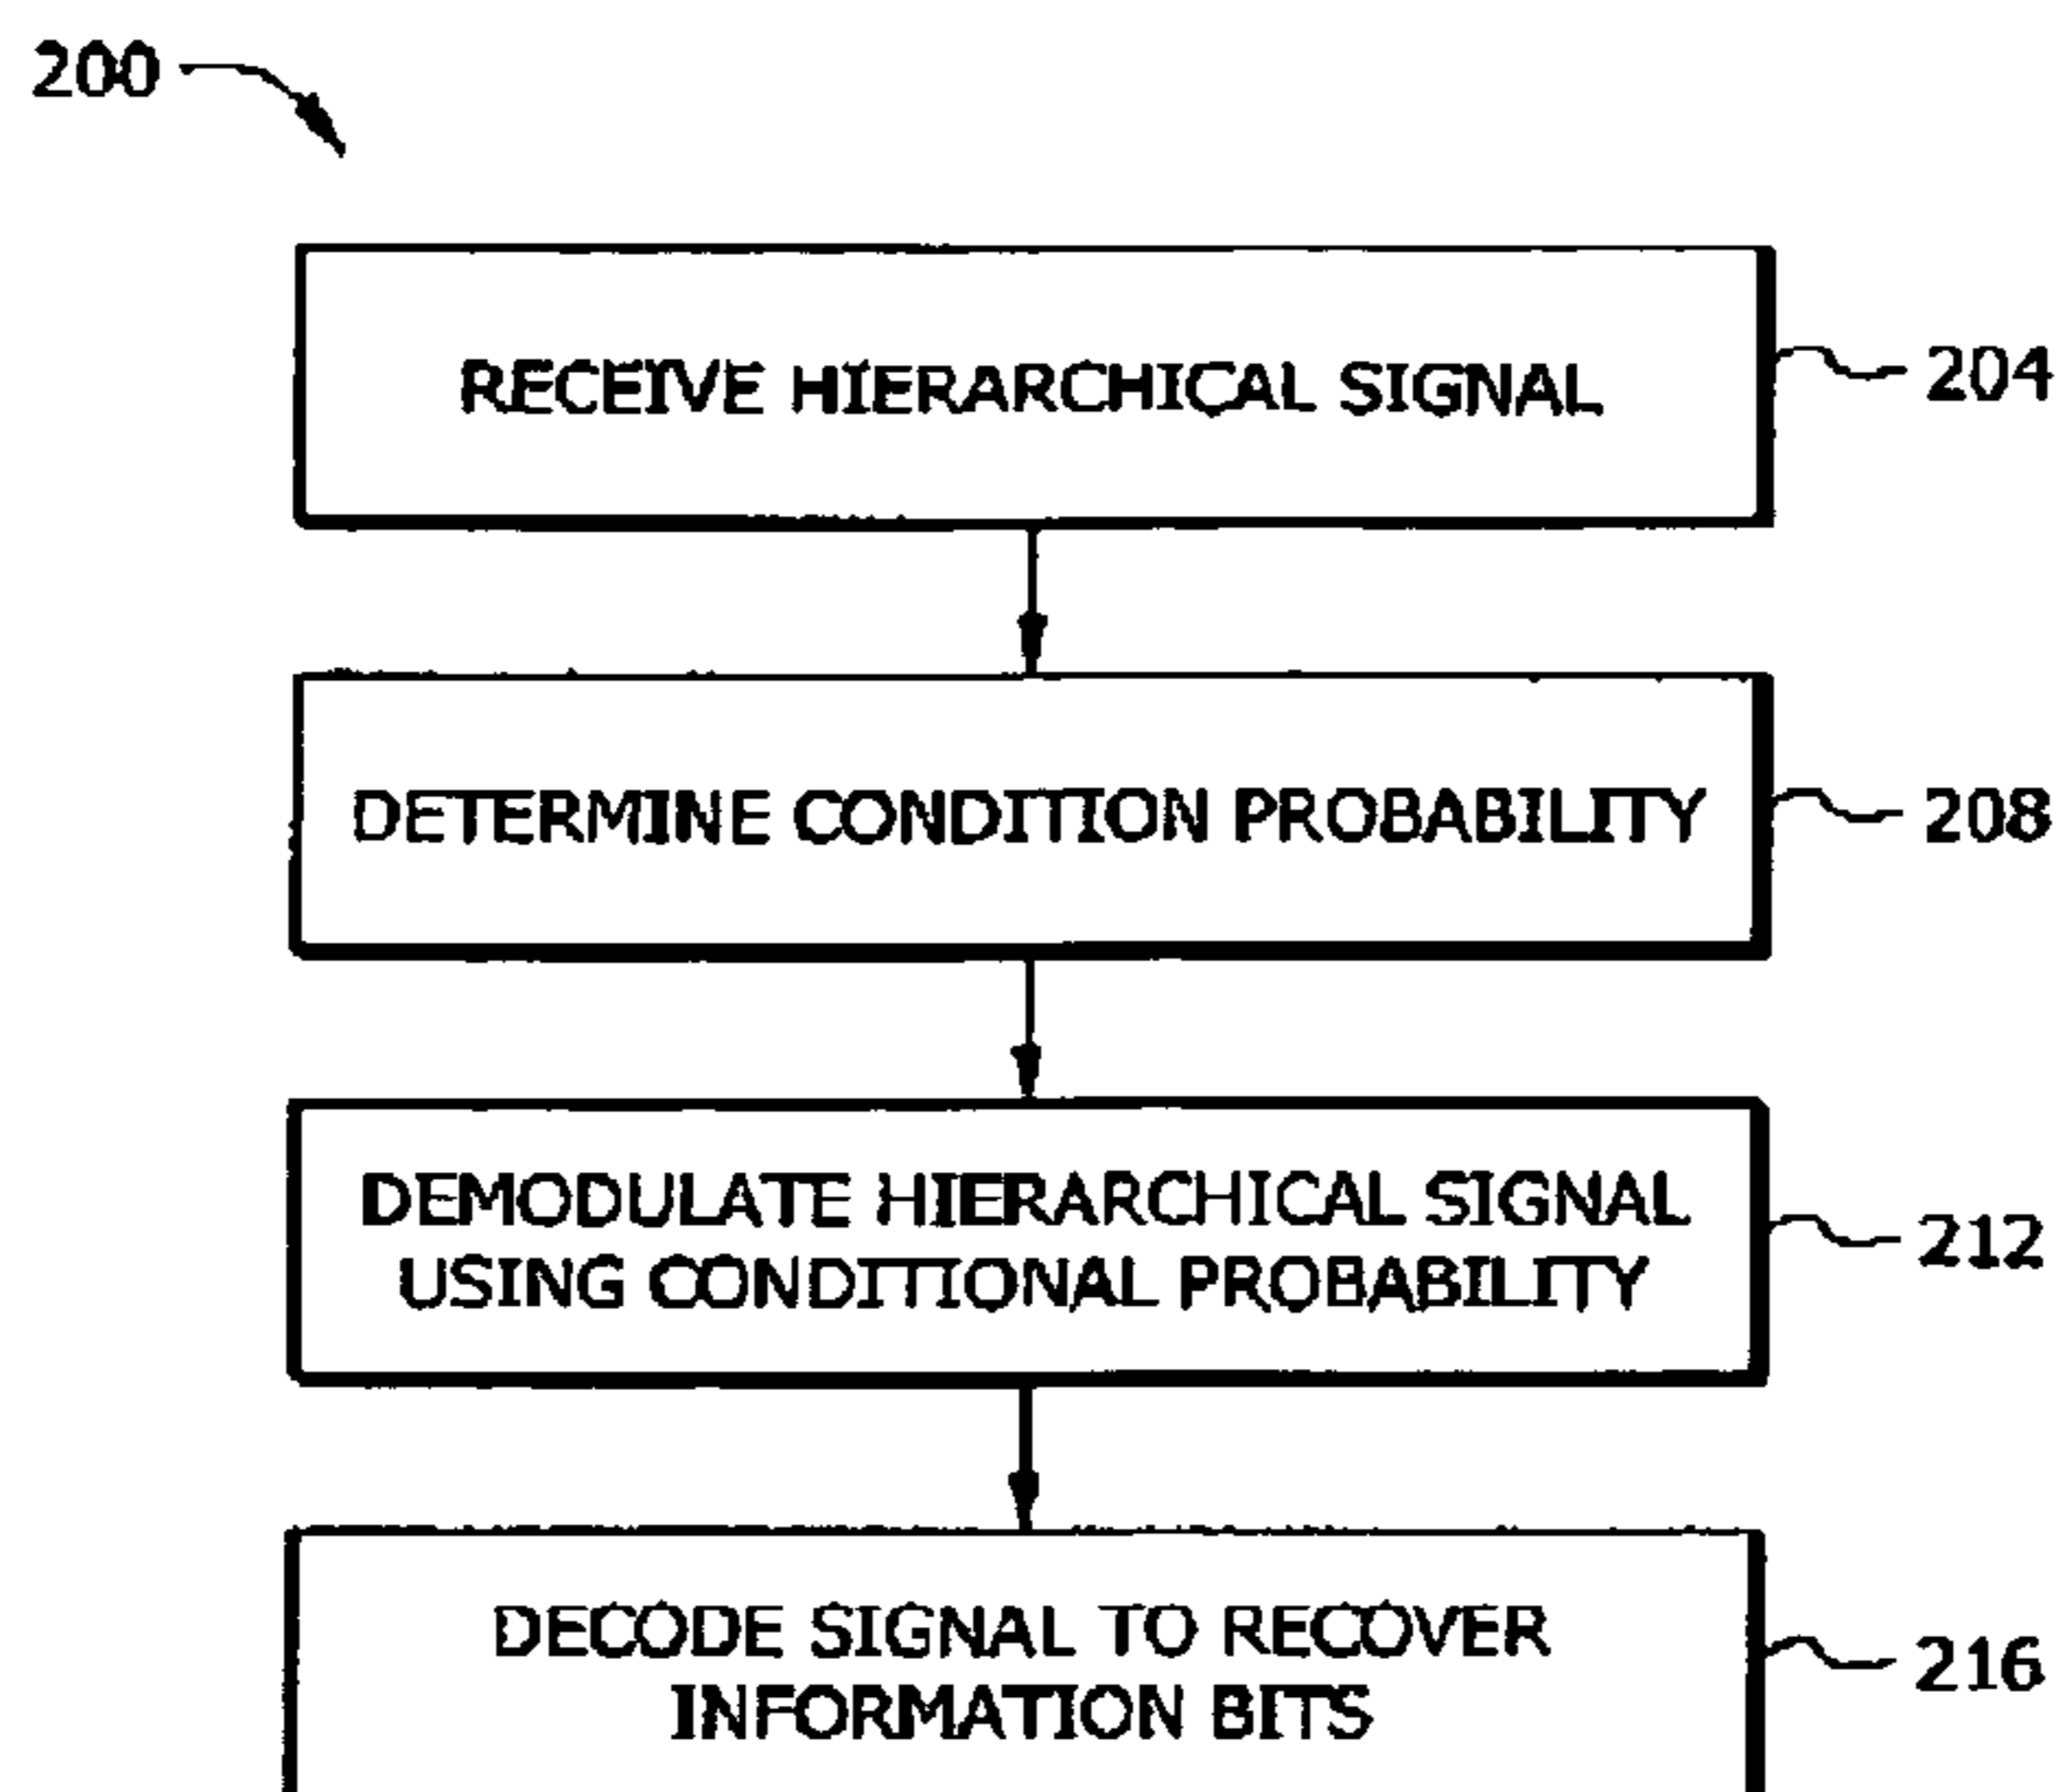 200
RECEIVE HIERARCHICAL SIGNAL
204
DETERMINE CONDITION PROBABILITY
208
DEMODULATE HIERARCHICAL SIGNAL
USING CONDITIONAL PROBABILITY
212
DECODE SIGNAL TO RECOVER
INFORMATION BITS
216